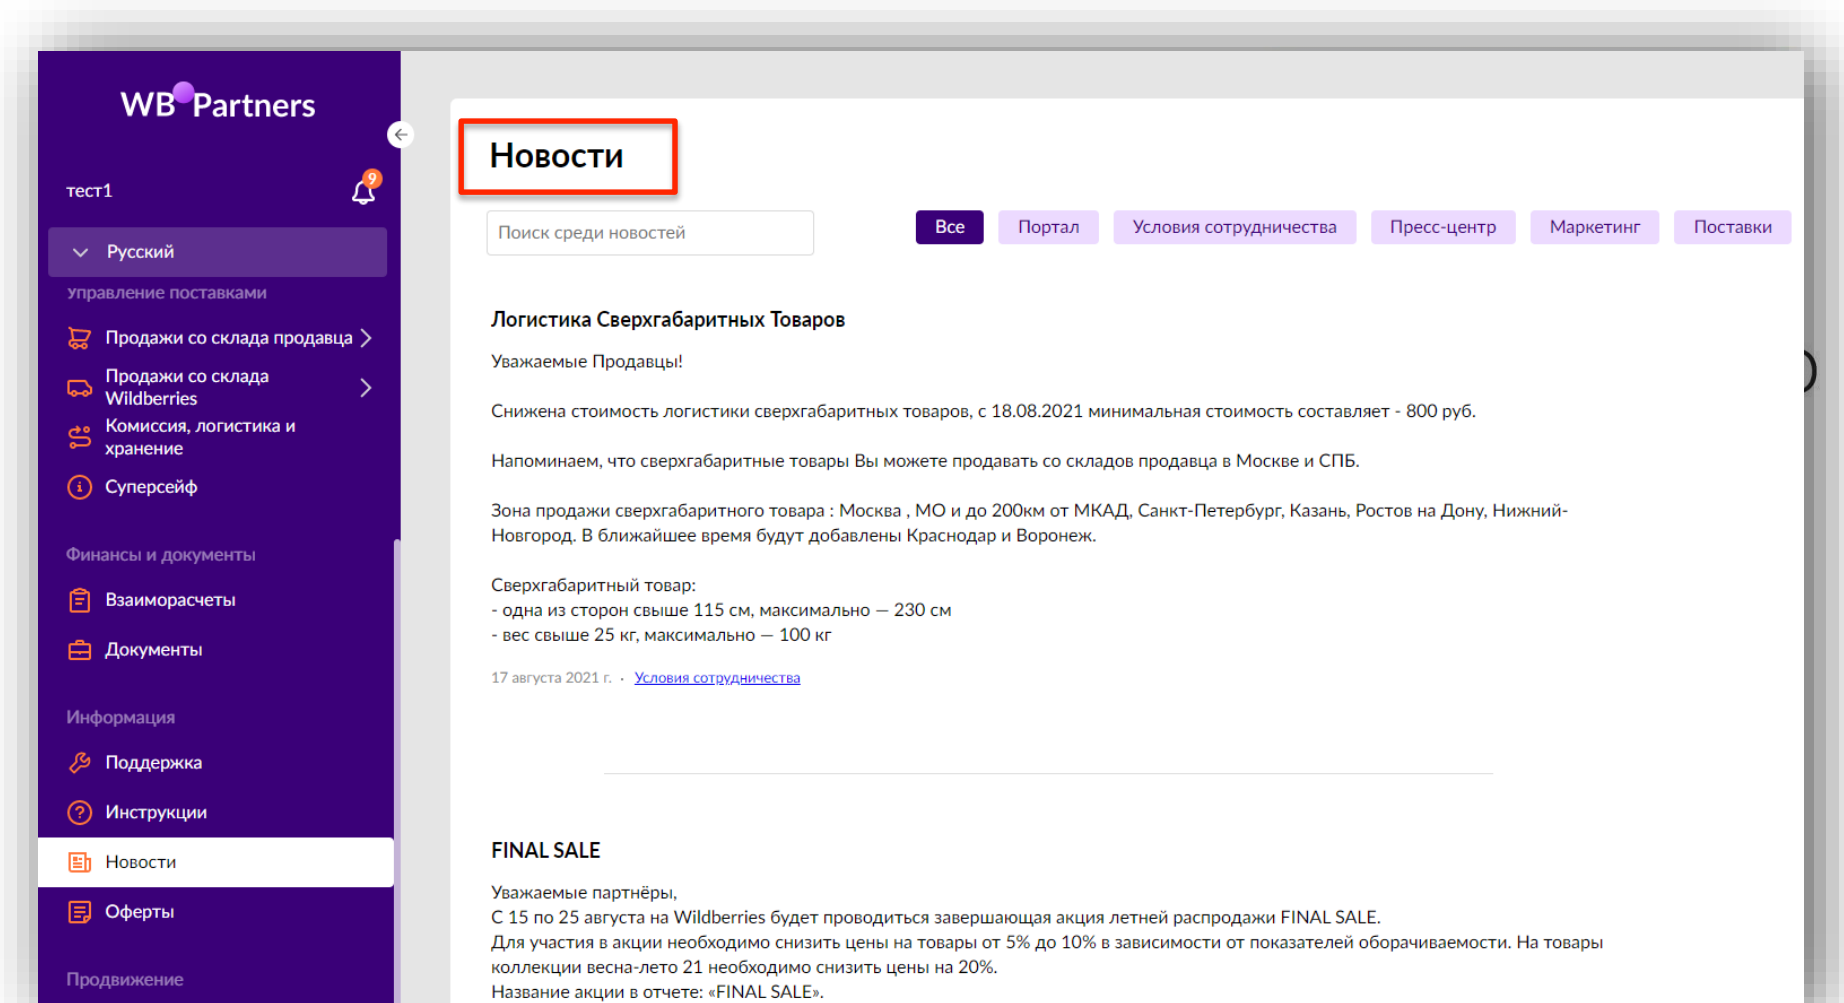 WB Partners
тест1
9
Русский
Управление поставками
Продажи со склада продавца
Продажи со склада
Wildberries
Комиссия, логистика и
хранение
Суперсейф
Финансы и документы
Взаиморасчеты
Документы
Информация
Поддержка
Инструкции
Новости
Оферты
Продвижение
Новости
Поиск среди новостей
Все Портал Условия сотрудничества Пресс-центр Маркетинг Поставки
Логистика Сверхгабаритных Товаров
Уважаемые Продавцы!
Снижена стоимость логистики сверхгабаритных товаров, с 18.08.2021 минимальная стоимость составляет - 800 руб.
Напоминаем, что сверхгабаритные товары Вы можете продавать со складов продавца в Москве и СПБ.
Зона продажи сверхгабаритного товара : Москва , МО и до 200км от МКАД, Санкт-Петербург, Казань, Ростов на Дону, Нижний-
Новгород. В ближайшее время будут добавлены Краснодар и Воронеж.
Сверхгабаритный товар:
- одна из сторон свыше 115 см, максимально — 230 см
- вес свыше 25 кг, максимально — 100 кг
17 августа 2021 г. · Условия сотрудничества
FINAL SALE
Уважаемые партнёры,
С 15 по 25 августа на Wildberries будет проводиться завершающая акция летней распродажи FINAL SALE.
Для участия в акции необходимо снизить цены на товары от 5% до 10% в зависимости от показателей оборачиваемости. На товары
коллекции весна-лето 21 необходимо снизить цены на 20%.
Название акции в отчете: «FINAL SALE».